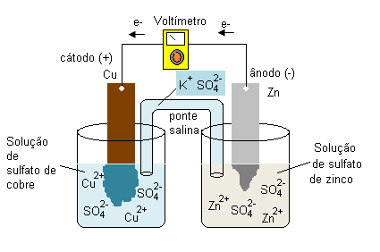 Voltímetro
e-
e-
cátodo (+)
Cu
K⁺ SO₄²⁻
ânodo (-)
Zn
ponte
salina
Solução
de
sulfato de
cobre
Solução
de sulfato
de zinco
Cu²⁺
SO₄²⁻
SO₄²⁻
Cu²⁺
SO₄²⁻
Zn²⁺
SO₄²⁻
Zn²⁺